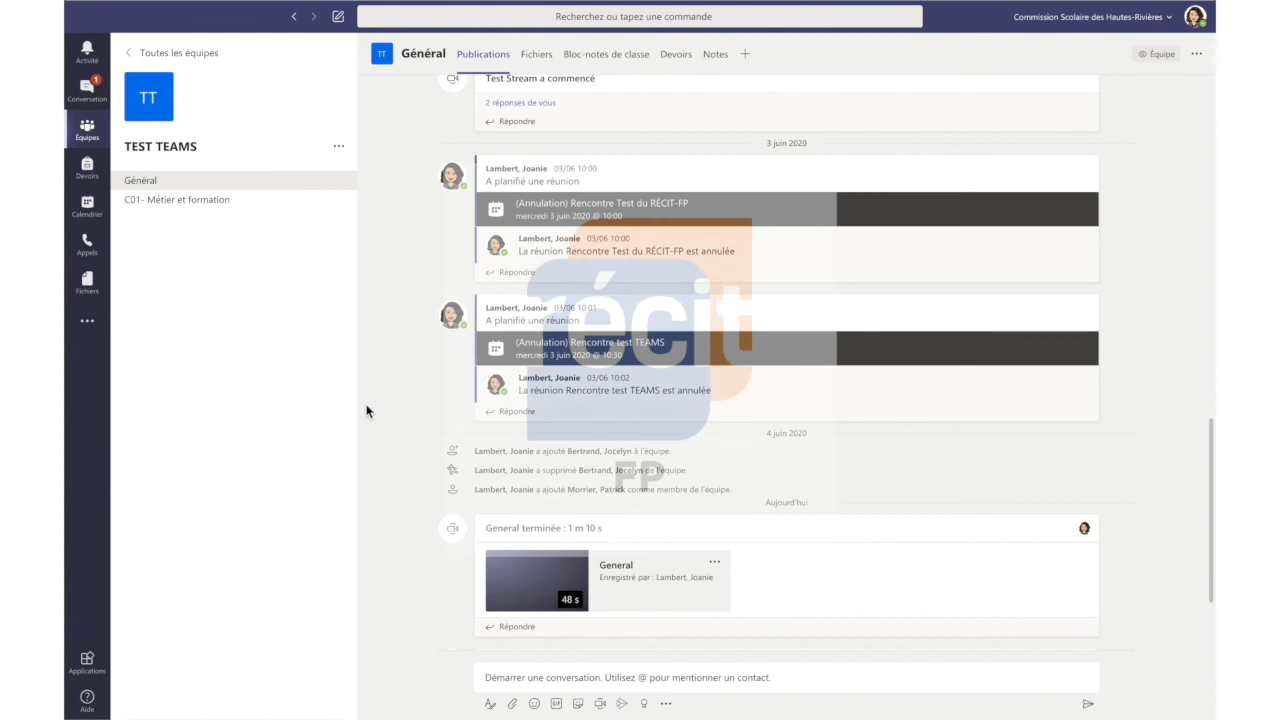 Recherchez ou tapez une commande
Commission Scolaire des Hautes-Rivières
Activité
1
Conversation
Équipes
Devoirs
Calendrier
Appels
Fichiers
Applications
Aide
Toutes les équipes
TT
TEST TEAMS
Général
C01- Métier et formation
TT
Général
Publications
Fichiers
Bloc-notes de classe
Devoirs
Notes
Équipe
Test Stream a commencé
2 réponses de vous
Répondre
3 juin 2020
Lambert, Joanie 03/06 10:00
A planifié une réunion
(Annulation) Rencontre Test du RÉCIT-FP
mercredi 3 juin 2020 @ 10:00
Lambert, Joanie 03/06 10:00
La réunion Rencontre Test du RÉCIT-FP est annulée
Répondre
récit
FP
Lambert, Joanie 03/06 10:01
A planifié une réunion
(Annulation) Rencontre test TEAMS
mercredi 3 juin 2020 @ 10:30
Lambert, Joanie 03/06 10:02
La réunion Rencontre test TEAMS est annulée
Répondre
4 juin 2020
Lambert, Joanie a ajouté Bertrand, Jocelyn à l'équipe.
Lambert, Joanie a supprimé Bertrand, Jocelyn de l'équipe.
Lambert, Joanie a ajouté Morrier, Patrick comme membre de l'équipe.
Aujourd'hui
General terminée : 1 m 10 s
General
Enregistré par : Lambert, Joanie
48 s
Répondre
Démarrer une conversation. Utilisez @ pour mentionner un contact.
GIF